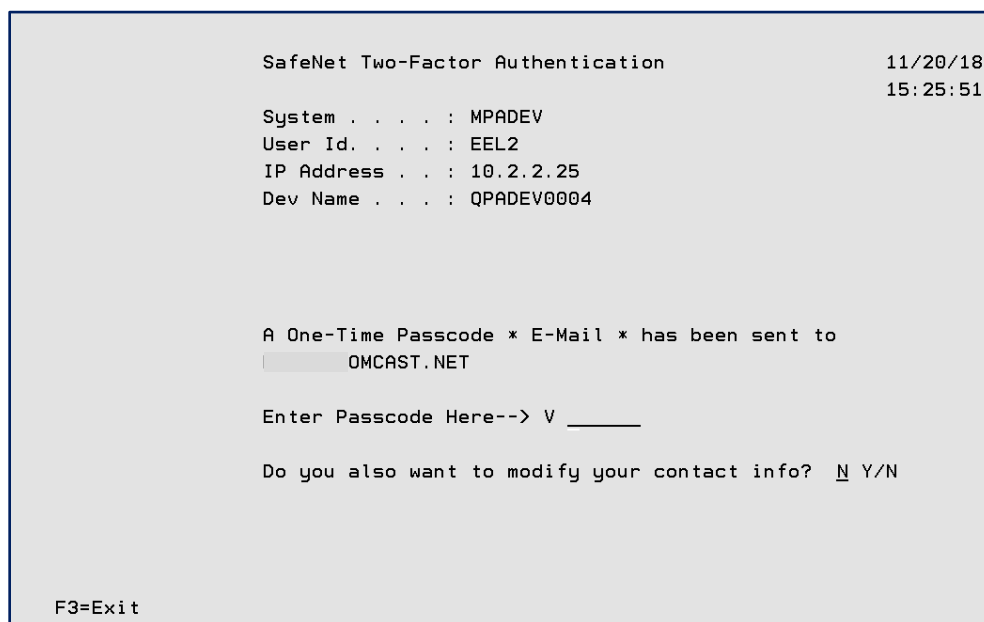 SafeNet Two-Factor Authentication 11/20/18
15:25:51
System . . . . : MPADEV
User Id. . . . : EEL2
IP Address . . : 10.2.2.25
Dev Name . . . : QPADEV0004
A One-Time Passcode * E-Mail * has been sent to
OMCAST.NET
Enter Passcode Here--> V ______
Do you also want to modify your contact info? N Y/N
F3=Exit